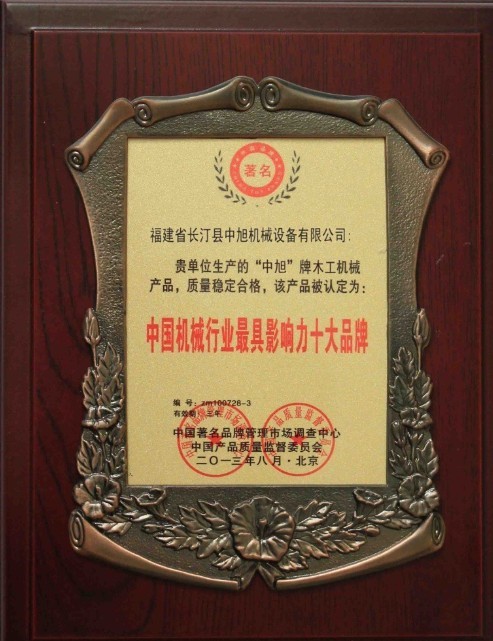 著名
福建省长汀县中旭机械设备有限公司：
贵单位生产的“中旭”牌木工机械
产品，质量稳定合格，该产品被认定为：
中国机械行业最具影响力十大品牌
编 号：zm100728-3
有效期：三年
中国著名品牌管理市场调查中心
中国产品质量监督委员会
二〇一三年八月·北京